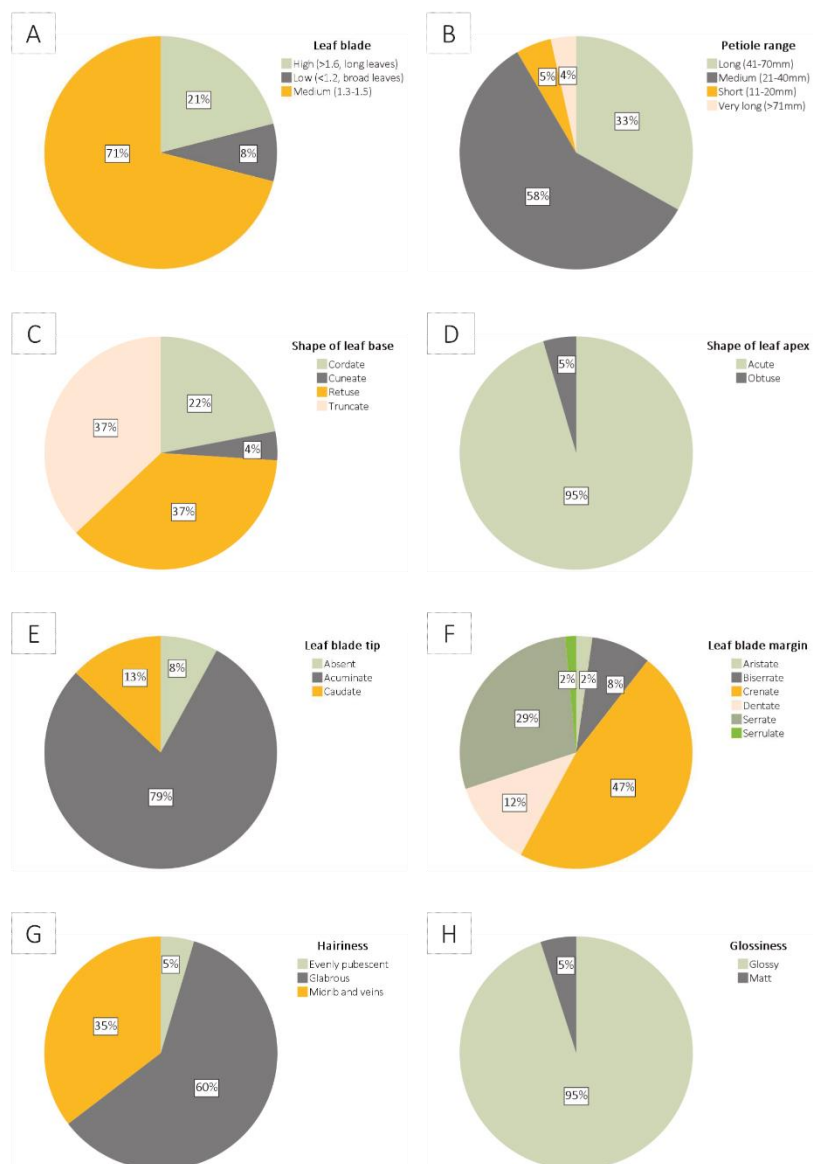 A
Leaf blade
High (>1.6, long leaves)
Low (<1.2, broad leaves)
Medium (1.3-1.5)
21%
8%
71%
B
Petiole range
Long (41-70mm)
Medium (21-40mm)
Short (11-20mm)
Very long (>71mm)
5%
4%
33%
58%
C
Shape of leaf base
Cordate
Cuneate
Retuse
Truncate
22%
37%
4%
37%
D
Shape of leaf apex
Acute
Obtuse
5%
95%
E
Leaf blade tip
Absent
Acuminate
Caudate
8%
13%
79%
F
Leaf blade margin
Aristate
Biserrate
Crenate
Dentate
Serrate
Serrulate
2%
2%
8%
29%
47%
12%
G
Hairiness
Evenly pubescent
Glabrous
Midrib and veins
5%
35%
60%
H
Glossiness
Glossy
Matt
5%
95%